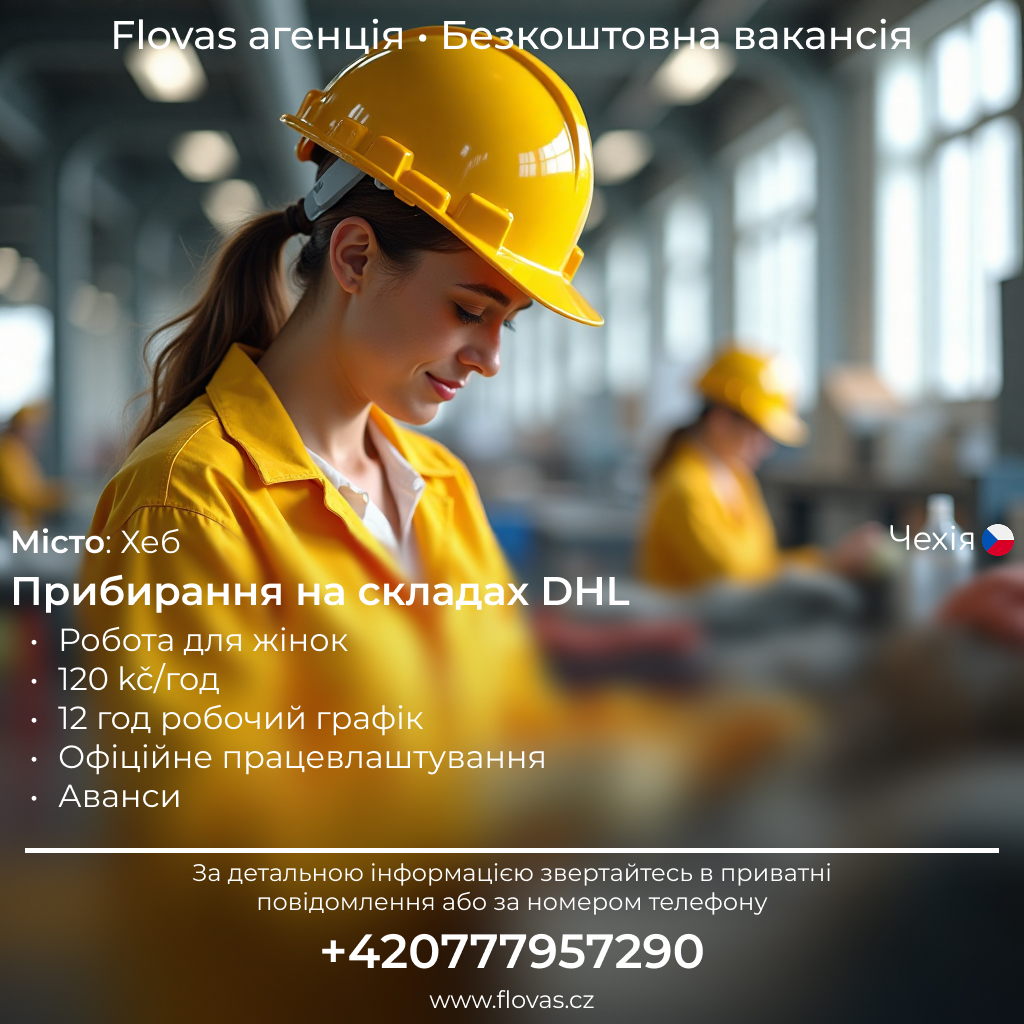 Flovas агенція • Безкоштовна вакансія
Місто: Хеб
Чехія
Прибирання на складах DHL
• Робота для жінок
• 120 kč/год
• 12 год робочий графік
• Офіційне працевлаштування
• Аванси
За детальною інформацією звертайтесь в приватні
повідомлення або за номером телефону
+420777957290
www.flovas.cz